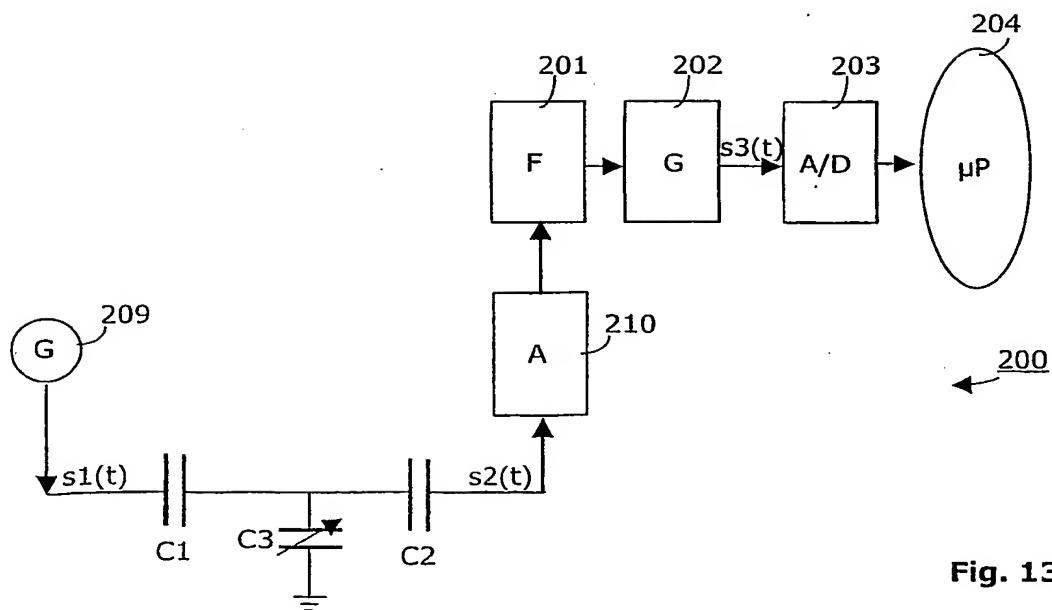 204
201
202
203
F
G
s3(t)
A/D
µP
209
G
210
A
200
s1(t)
s2(t)
C3
C1
C2
Fig. 13